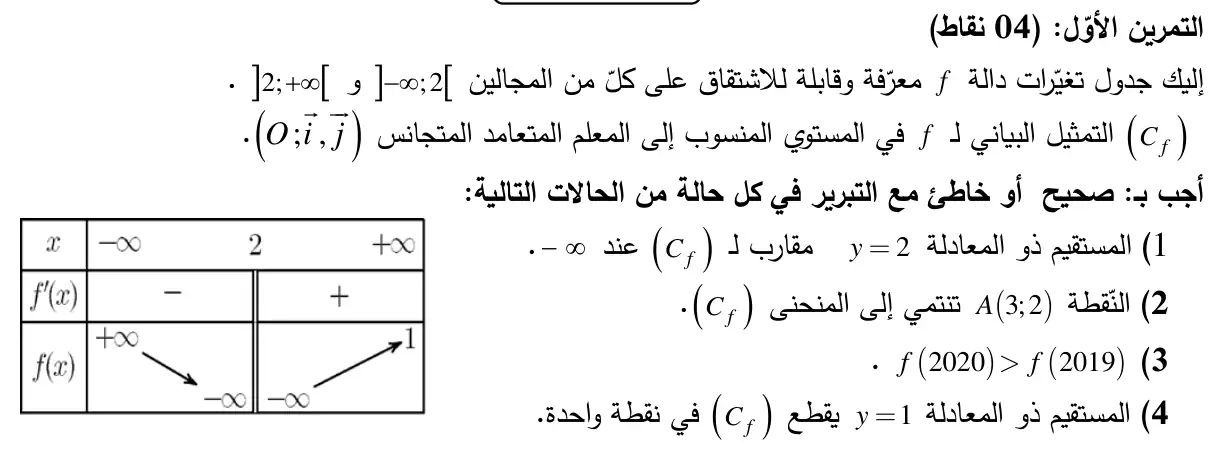 التمرين الأوّل: (04 نقاط)
إليك جدول تغيّرات دالة f معرّفة وقابلة للاشتقاق على كلّ من المجالين ]−∞;2[ و ]2;+∞[ .
(C_f) التمثيل البياني لـ f في المستوي المنسوب إلى المعلم المتعامد المتجانس (O;i⃗,j⃗).
أجب بـ: صحيح أو خاطئ مع التبرير في كل حالة من الحالات التالية:
1) المستقيم ذو المعادلة y = 2 مقارب لـ (C_f) عند −∞.
2) النّقطة A(3;2) تنتمي إلى المنحنى (C_f).
3) f(2020) > f(2019) .
4) المستقيم ذو المعادلة y = 1 يقطع (C_f) في نقطة واحدة.
x −∞ 2 +∞
f′(x) − +
f(x) +∞ −∞ −∞ 1